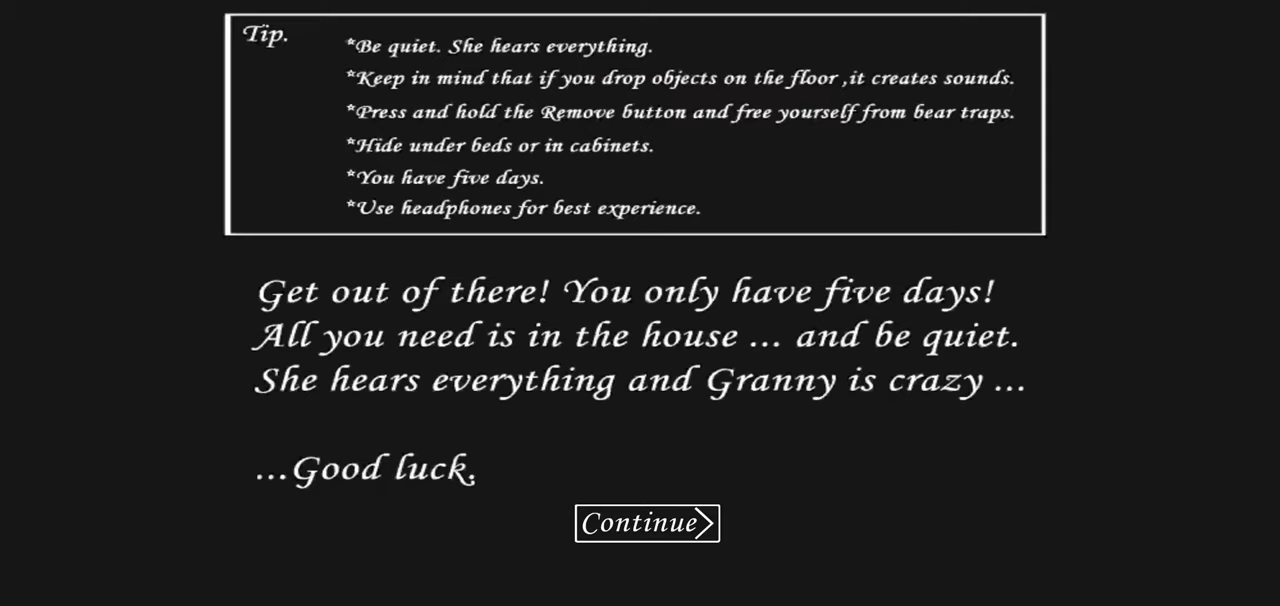 Tip.
*Be quiet. She hears everything.
*Keep in mind that if you drop objects on the floor ,it creates sounds.
*Press and hold the Remove button and free yourself from bear traps.
*Hide under beds or in cabinets.
*You have five days.
*Use headphones for best experience.
Get out of there! You only have five days!
All you need is in the house ... and be quiet.
She hears everything and Granny is crazy ...
...Good luck.
Continue>